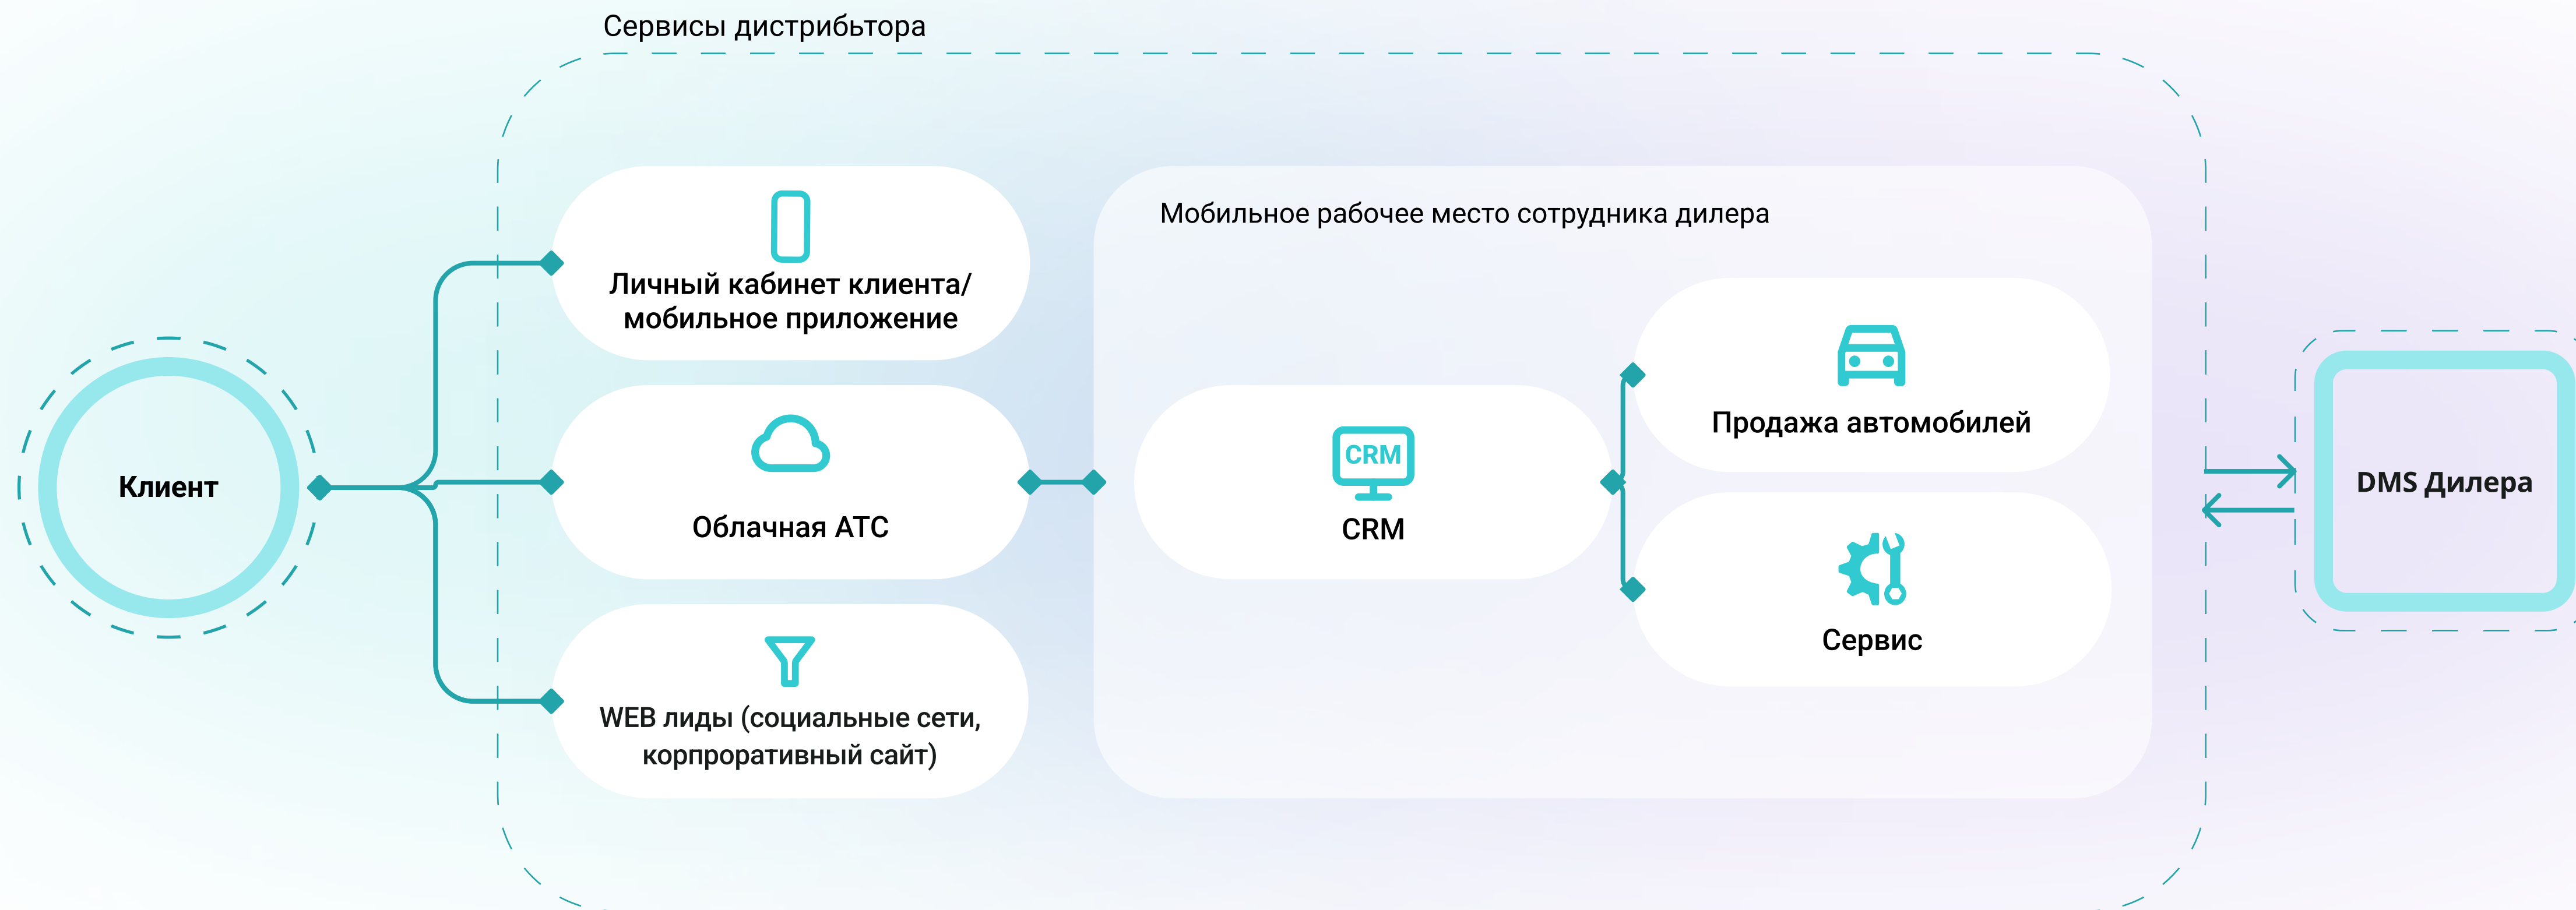 Сервисы дистрибьтора
Мобильное рабочее место сотрудника дилера
Личный кабинет клиента/
мобильное приложение
Продажа автомобилей
Клиент
CRM
DMS Дилера
Облачная АТС
CRM
Сервис
WEB лиды (социальные сети,
корпроративный сайт)